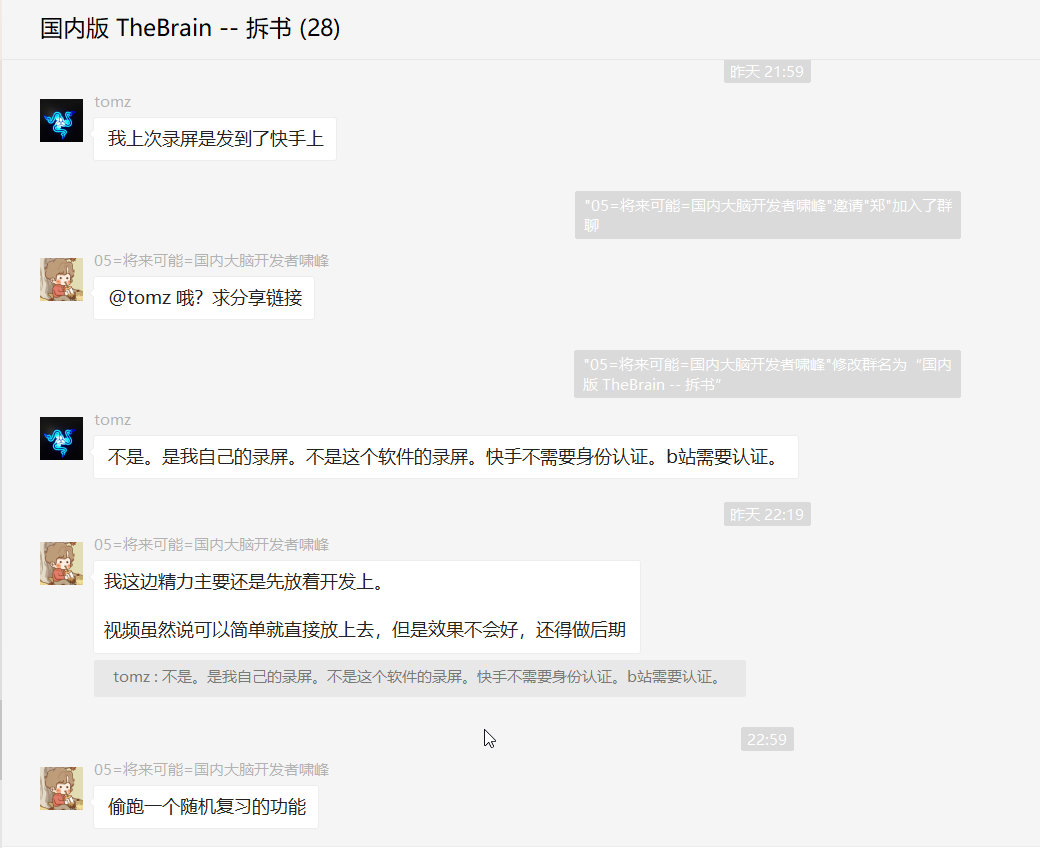 国内版 TheBrain -- 拆书 (28)
昨天 21:59
tomz
我上次录屏是发到了快手上
"05=将来可能=国内大脑开发者啸峰"邀请"郑"加入了群
聊
05=将来可能=国内大脑开发者啸峰
@tomz 哦？求分享链接
"05=将来可能=国内大脑开发者啸峰"修改群名为“国内
版 TheBrain -- 拆书”
tomz
不是。是我自己的录屏。不是这个软件的录屏。快手不需要身份认证。b站需要认证。
昨天 22:19
05=将来可能=国内大脑开发者啸峰
我这边精力主要还是先放着开发上。
视频虽然说可以简单就直接放上去，但是效果不会好，还得做后期
tomz : 不是。是我自己的录屏。不是这个软件的录屏。快手不需要身份认证。b站需要认证。
22:59
05=将来可能=国内大脑开发者啸峰
偷跑一个随机复习的功能